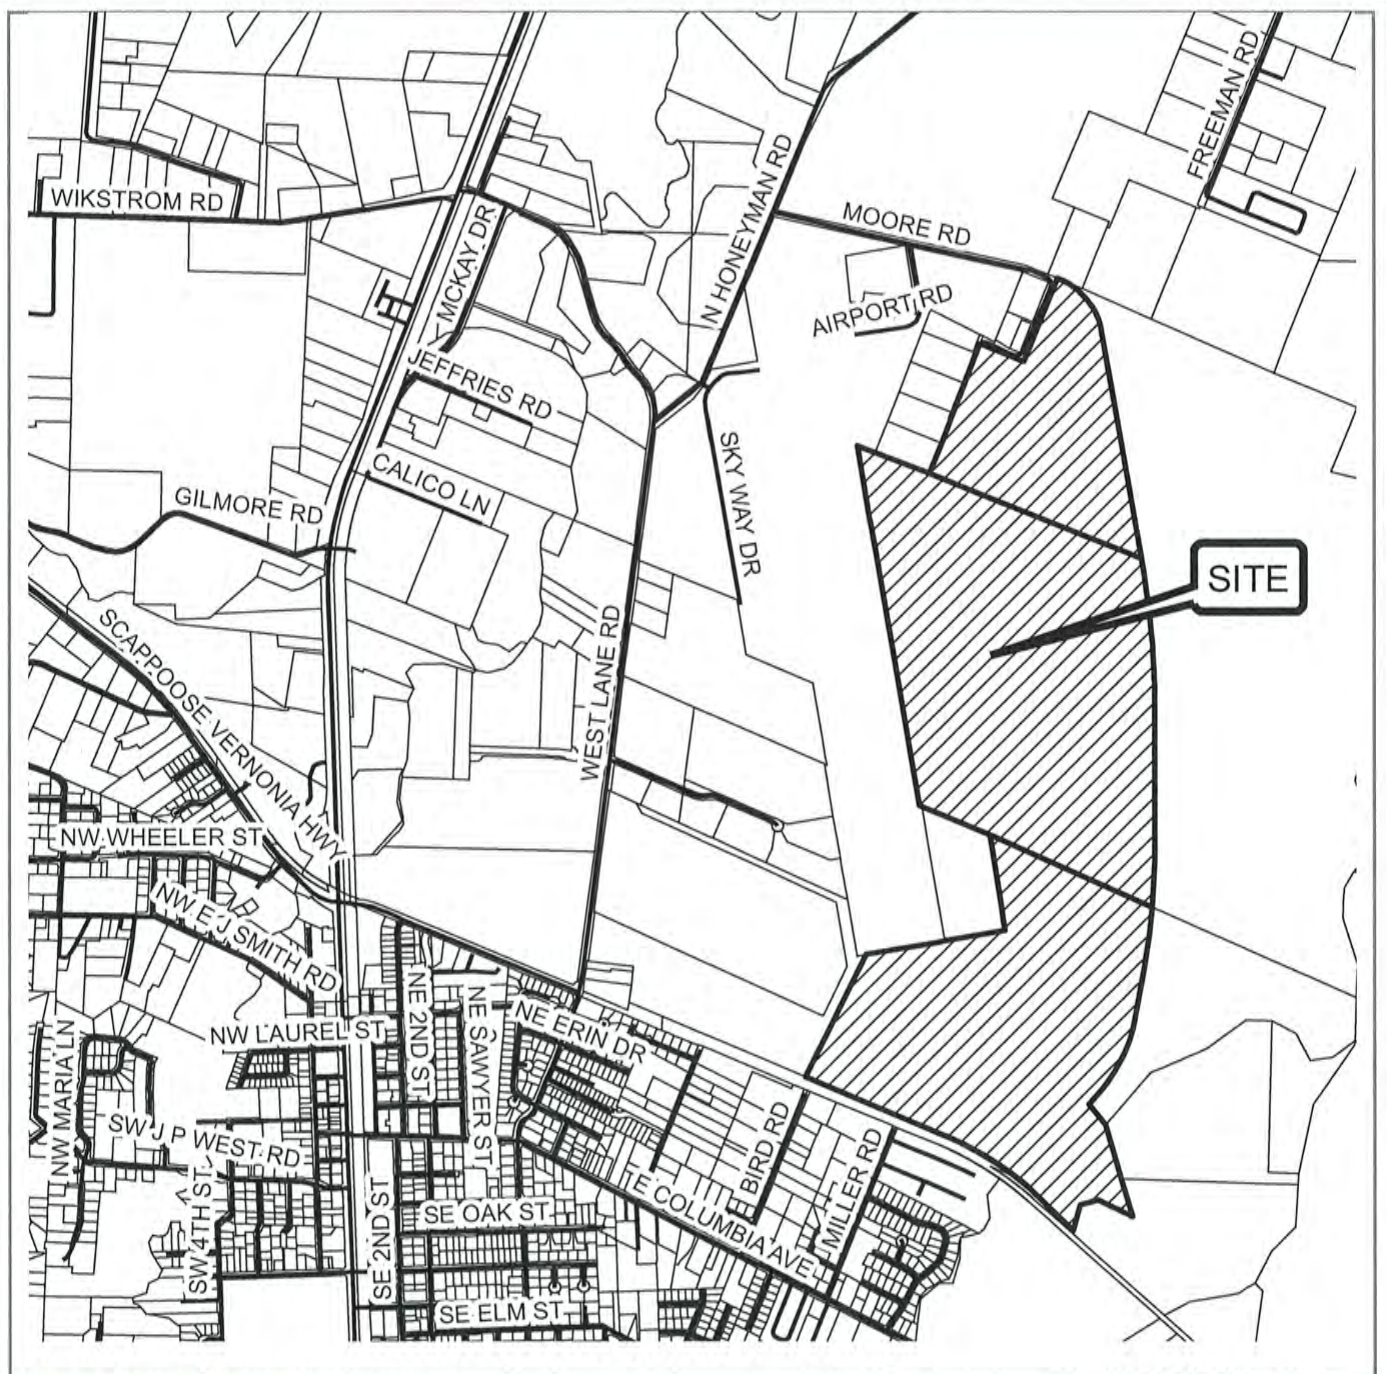 FREEMAN RD
WIKSTROM RD
MCKAY DR
N HONEYMAN RD
MOORE RD
AIRPORT RD
JEFFRIES RD
CALICO LN
SKY WAY DR
GILMORE RD
SITE
SCAPPOOSE VERNONIA HWY
WEST LANE RD
NW WHEELER ST
NW E J SMITH RD
NE 2ND ST
NE SAWYER ST
NE ERIN DR
NW LAUREL ST
NW MARIA LN
SW J P WEST RD
BIRD RD
MILLER RD
SW 4TH ST
SE 2ND ST
SE OAK ST
E COLUMBIA AVE
SE ELM ST